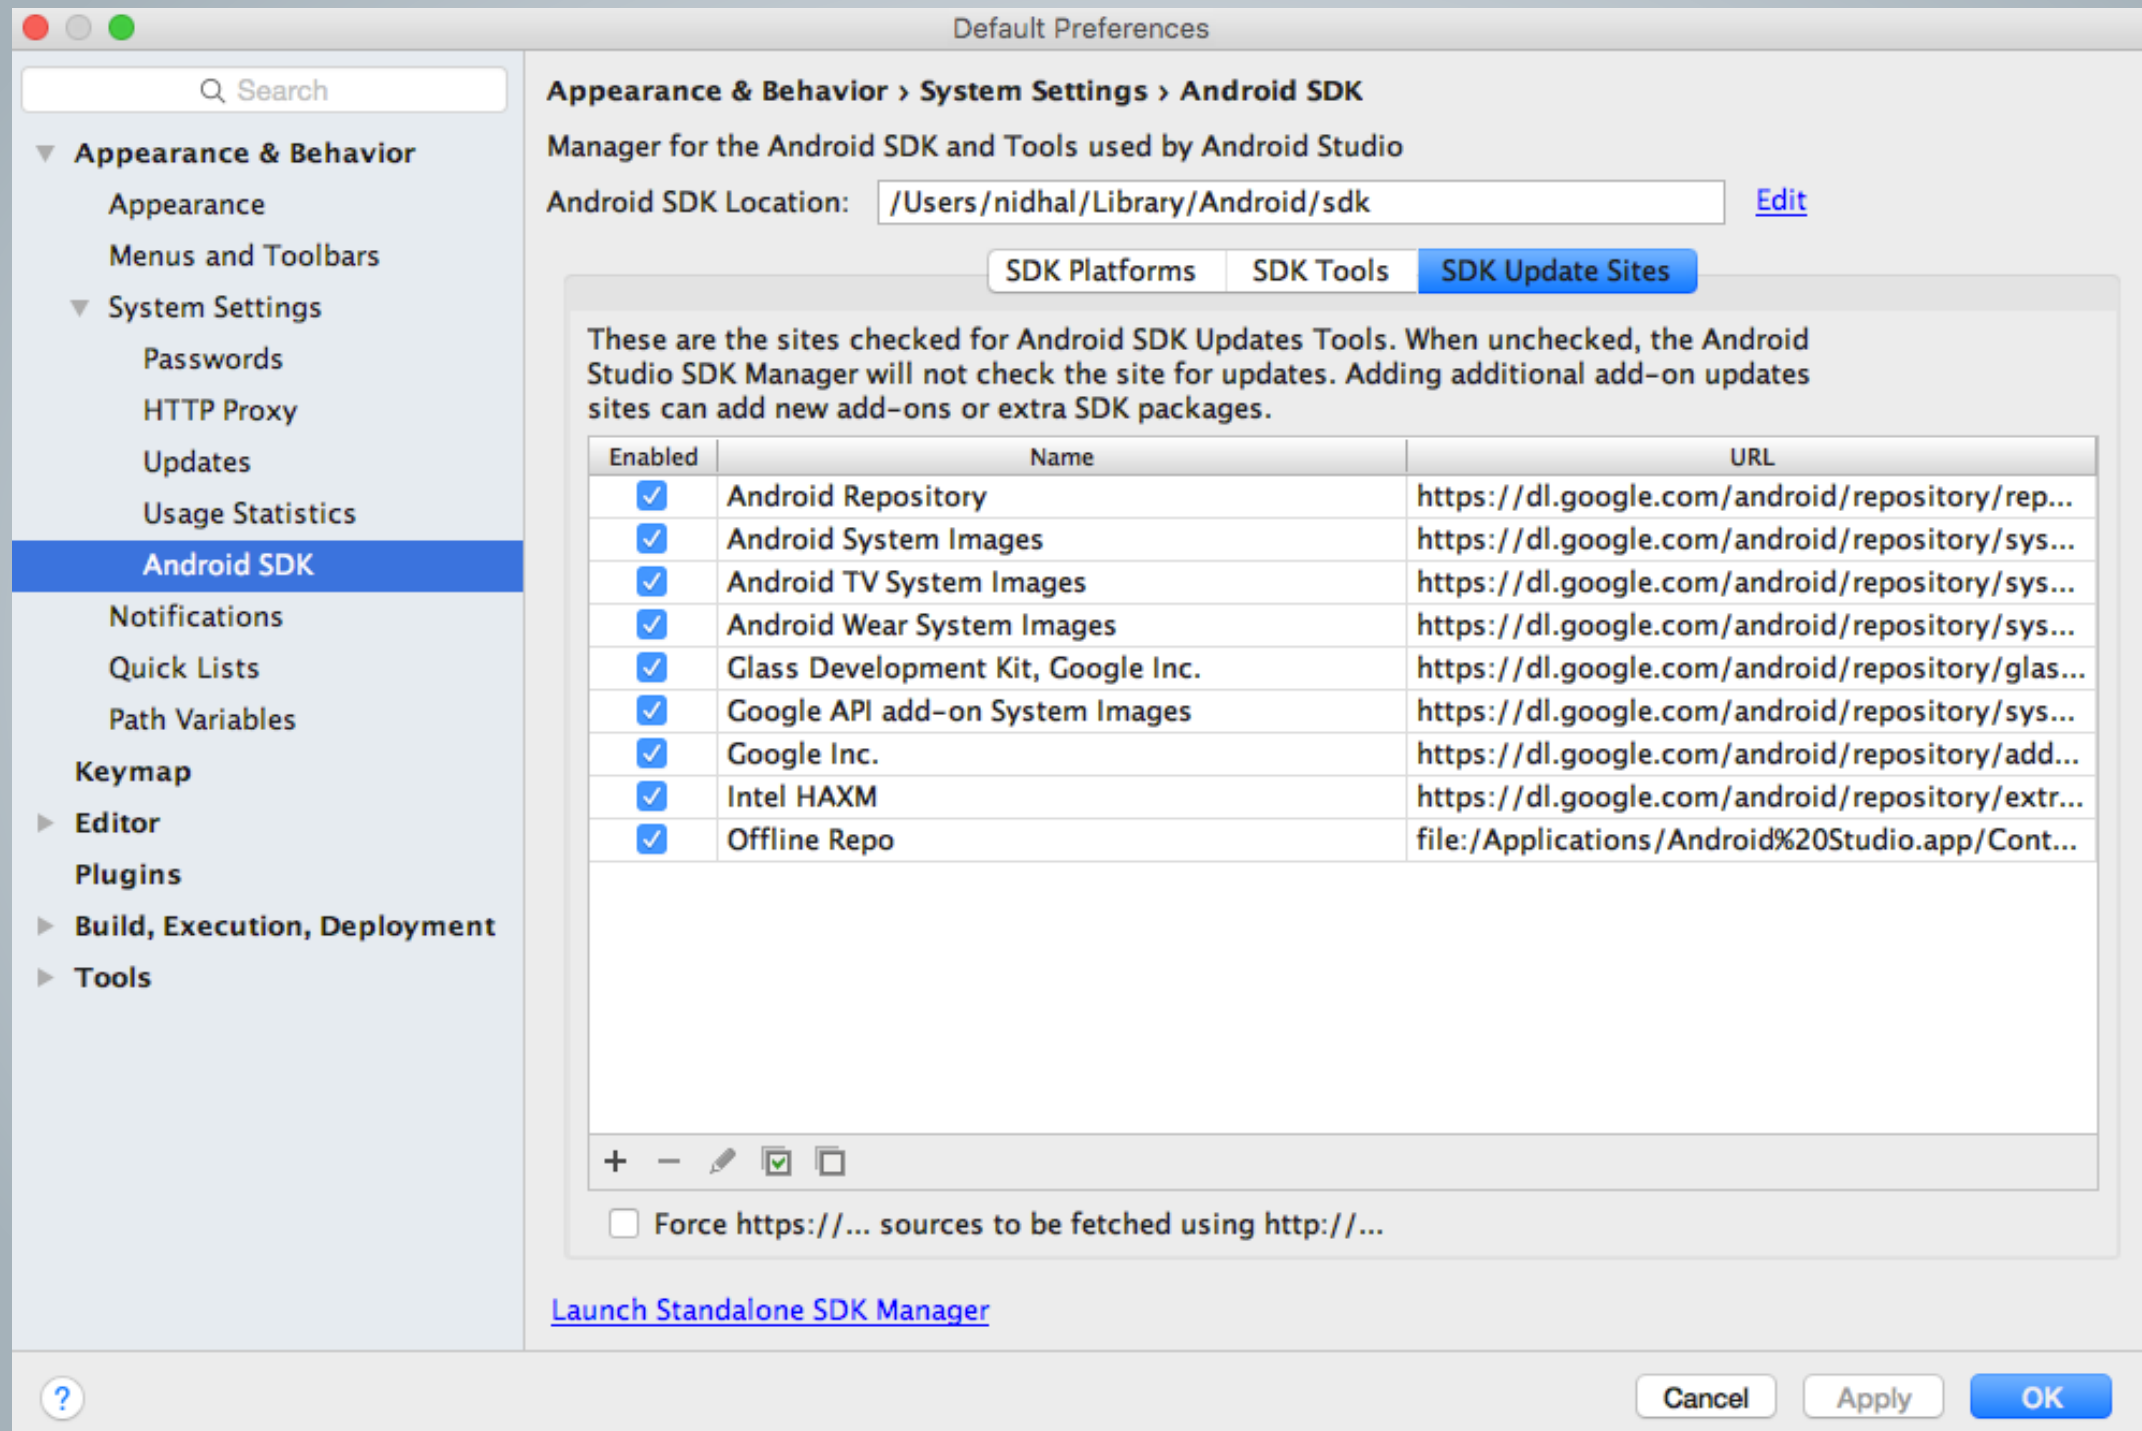 Default Preferences
Search
Appearance & Behavior
Appearance
Menus and Toolbars
System Settings
Passwords
HTTP Proxy
Updates
Usage Statistics
Android SDK
Notifications
Quick Lists
Path Variables
Keymap
Editor
Plugins
Build, Execution, Deployment
Tools
Appearance & Behavior › System Settings › Android SDK
Manager for the Android SDK and Tools used by Android Studio
Android SDK Location: /Users/nidhal/Library/Android/sdk Edit
SDK Platforms SDK Tools SDK Update Sites
These are the sites checked for Android SDK Updates Tools. When unchecked, the Android
Studio SDK Manager will not check the site for updates. Adding additional add-on updates
sites can add new add-ons or extra SDK packages.
Enabled Name URL
Android Repository https://dl.google.com/android/repository/rep...
Android System Images https://dl.google.com/android/repository/sys...
Android TV System Images https://dl.google.com/android/repository/sys...
Android Wear System Images https://dl.google.com/android/repository/sys...
Glass Development Kit, Google Inc. https://dl.google.com/android/repository/glas...
Google API add-on System Images https://dl.google.com/android/repository/sys...
Google Inc. https://dl.google.com/android/repository/add...
Intel HAXM https://dl.google.com/android/repository/extr...
Offline Repo file:/Applications/Android%20Studio.app/Cont...
Force https://... sources to be fetched using http://...
Launch Standalone SDK Manager
? Cancel Apply OK